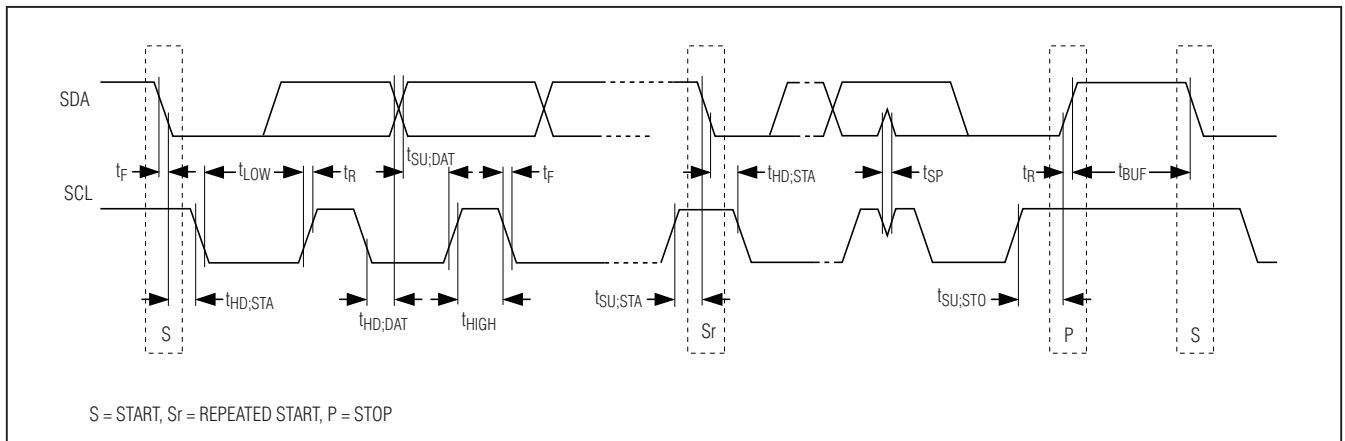 SDA
tSU;DAT
tF
tLOW
tR
tF
tHD;STA
tSP
tR
tBUF
SCL
tHD;STA
tHD;DAT
tHIGH
tSU;STA
tSU;STO
S
Sr
P
S
S = START, Sr = REPEATED START, P = STOP